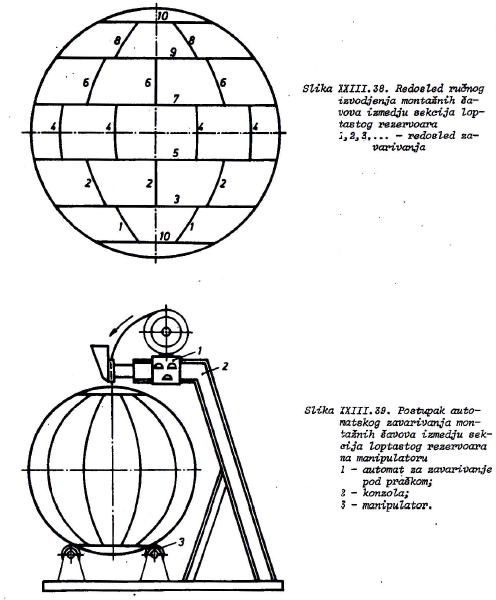 10
8
8
9
6
6
7
4
4
4
4
5
2
2
2
3
1
1
10
Slika XXIII.38. Redosled ručnog
izvodjenja montažnih ša-
vova izmedju sekcija lop-
tastog rezervoara
1,2,3,... - redosled za-
varivanja
1
2
3
Slika XXIII.39. Postupak auto-
matskog zavarivanja mon-
tažnih šavova izmedju sek-
cija loptastog rezervoara
na manipulatoru
1 - automat za zavarivanje
pod praškom;
2 - konzola;
3 - manipulator.